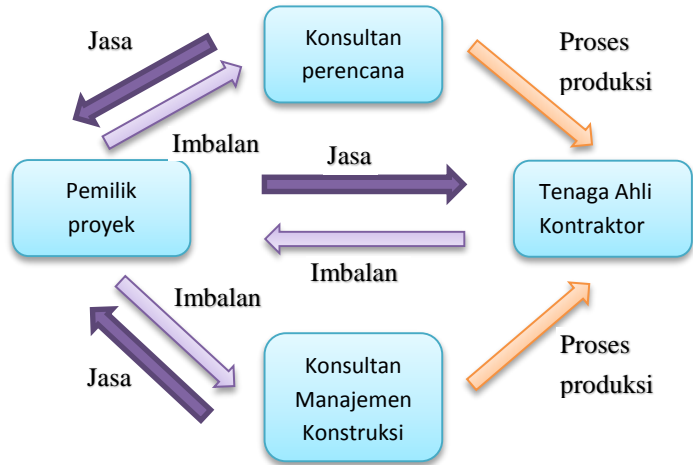 Jasa
Konsultan
perencana
Proses
produksi
Imbalan
Jasa
Pemilik
proyek
Tenaga Ahli
Kontraktor
Imbalan
Imbalan
Jasa
Konsultan
Manajemen
Konstruksi
Proses
produksi